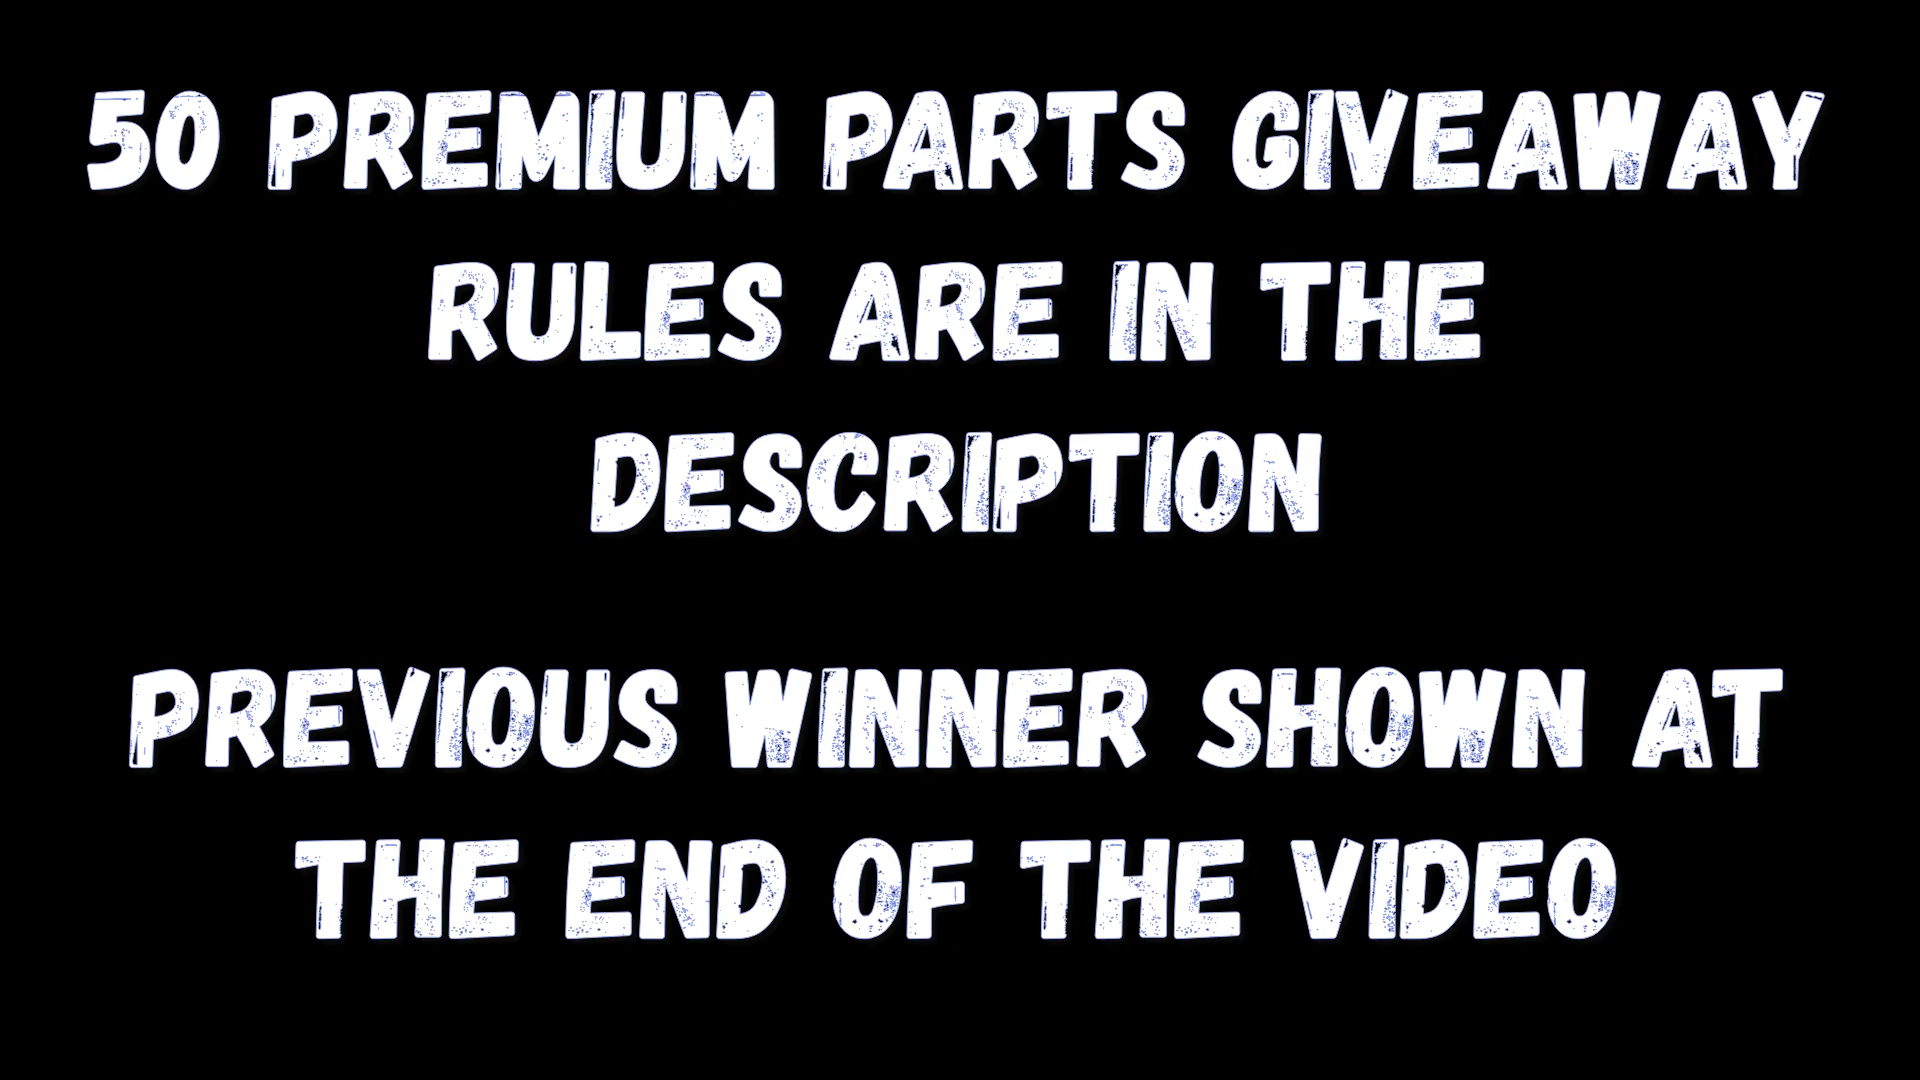 50 PREMIUM PARTS GIVEAWAY
RULES ARE IN THE
DESCRIPTION
PREVIOUS WINNER SHOWN AT
THE END OF THE VIDEO